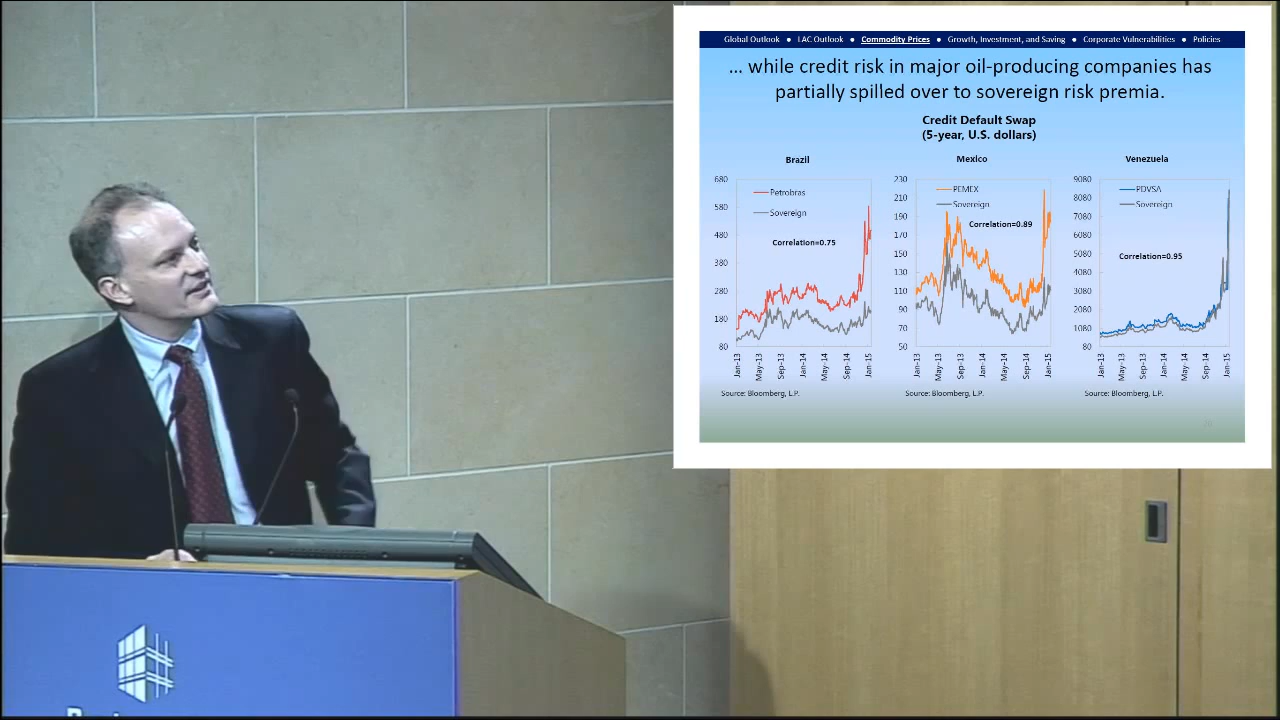 Global Outlook ● LAC Outlook ● Commodity Prices ● Growth, Investment, and Saving ● Corporate Vulnerabilities ● Policies
... while credit risk in major oil-producing companies has
partially spilled over to sovereign risk premia.
Credit Default Swap
(5-year, U.S. dollars)
Brazil
680
580
480
380
280
180
80
Petrobras
Sovereign
Correlation=0.75
Jan-13
May-13
Sep-13
Jan-14
May-14
Sep-14
Jan-15
Source: Bloomberg, L.P.
Mexico
230
210
190
170
150
130
110
90
70
50
PEMEX
Sovereign
Correlation=0.89
Jan-13
May-13
Sep-13
Jan-14
May-14
Sep-14
Jan-15
Source: Bloomberg, L.P.
Venezuela
9080
8080
7080
6080
5080
4080
3080
2080
1080
80
PDVSA
Sovereign
Correlation=0.95
Jan-13
May-13
Sep-13
Jan-14
May-14
Sep-14
Jan-15
Source: Bloomberg, L.P.